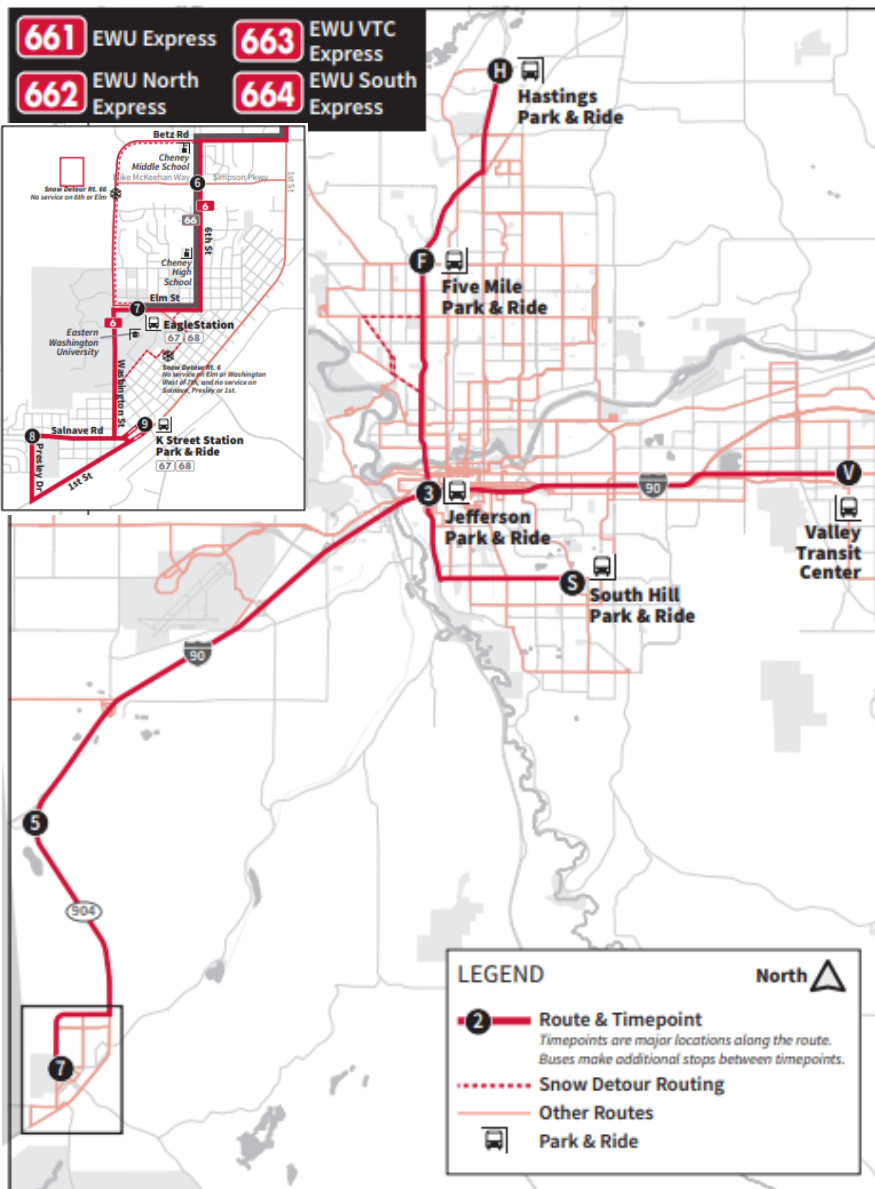 661 EWU Express
663 EWU VTC
Express
662 EWU North
Express
664 EWU South
Express
Betz Rd
Cheney
Middle School
Mike McKeehan Way
Simpson Pkwy
1st St
Snow Detour Rt. 66
No service on 6th or Elm
6
6
66
6th St
Cheney
High
School
Elm St
7
6
EagleStation
67 68
Eastern
Washington
University
Snow Detour Rt. 6
No service on Elm or Washington
West of 7th, and no service on
Salnave, Presley or 1st.
Washington St
Salnave Rd
8
9
K Street Station
Park & Ride
67 68
Presley Dr
1st St
H
Hastings
Park & Ride
F
Five Mile
Park & Ride
3
Jefferson
Park & Ride
90
V
Valley
Transit
Center
S
South Hill
Park & Ride
90
5
904
7
LEGEND
North
2
Route & Timepoint
Timepoints are major locations along the route.
Buses make additional stops between timepoints.
Snow Detour Routing
Other Routes
Park & Ride